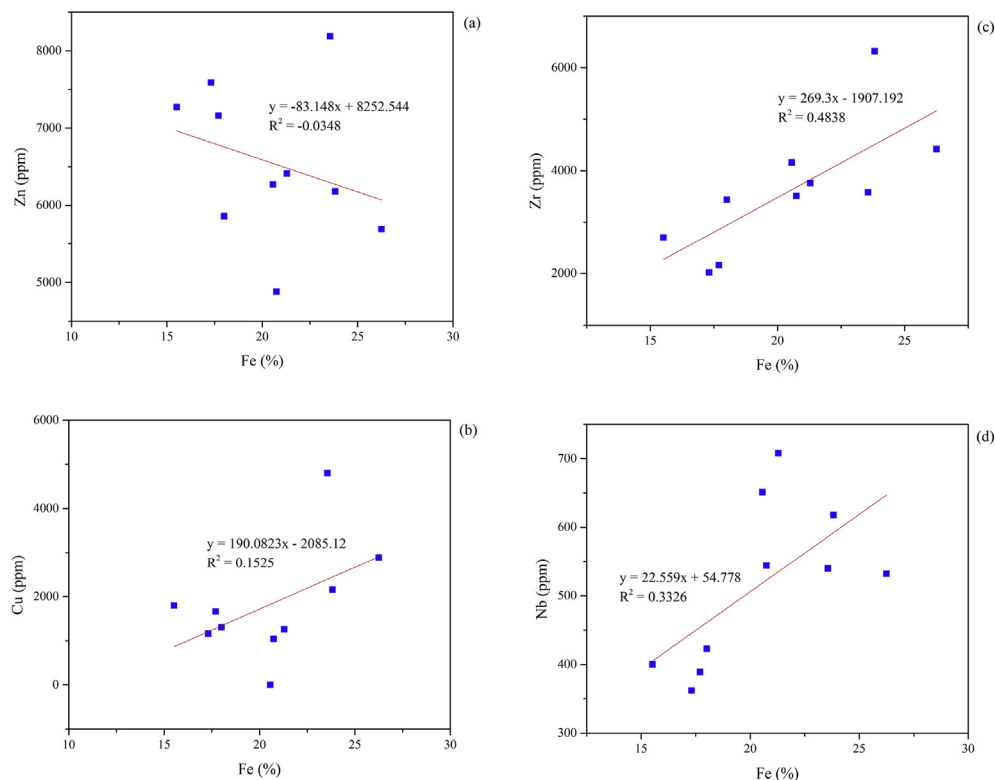 (a)
8000
7000
6000
5000
Zn (ppm)
y = -83.148x + 8252.544
R² = -0.0348
10 15 20 25 30
Fe (%)
(c)
6000
4000
2000
Zr (ppm)
y = 269.3x - 1907.192
R² = 0.4838
15 20 25
Fe (%)
(b)
6000
4000
2000
0
Cu (ppm)
y = 190.0823x - 2085.12
R² = 0.1525
10 15 20 25 30
Fe (%)
(d)
700
600
500
400
300
Nb (ppm)
y = 22.559x + 54.778
R² = 0.3326
15 20 25 30
Fe (%)